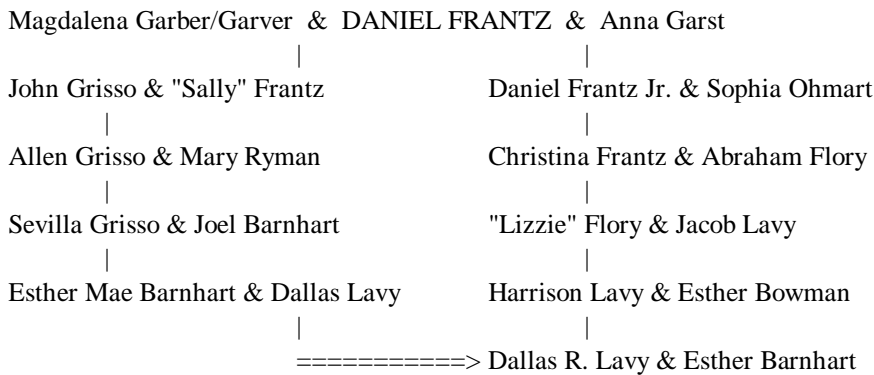 Magdalena Garber/Garver & DANIEL FRANTZ & Anna Garst
| |
John Grisso & "Sally" Frantz Daniel Frantz Jr. & Sophia Ohmart
| |
Allen Grisso & Mary Ryman Christina Frantz & Abraham Flory
| |
Sevilla Grisso & Joel Barnhart "Lizzie" Flory & Jacob Lavy
| |
Esther Mae Barnhart & Dallas Lavy Harrison Lavy & Esther Bowman
| |
===========> Dallas R. Lavy & Esther Barnhart